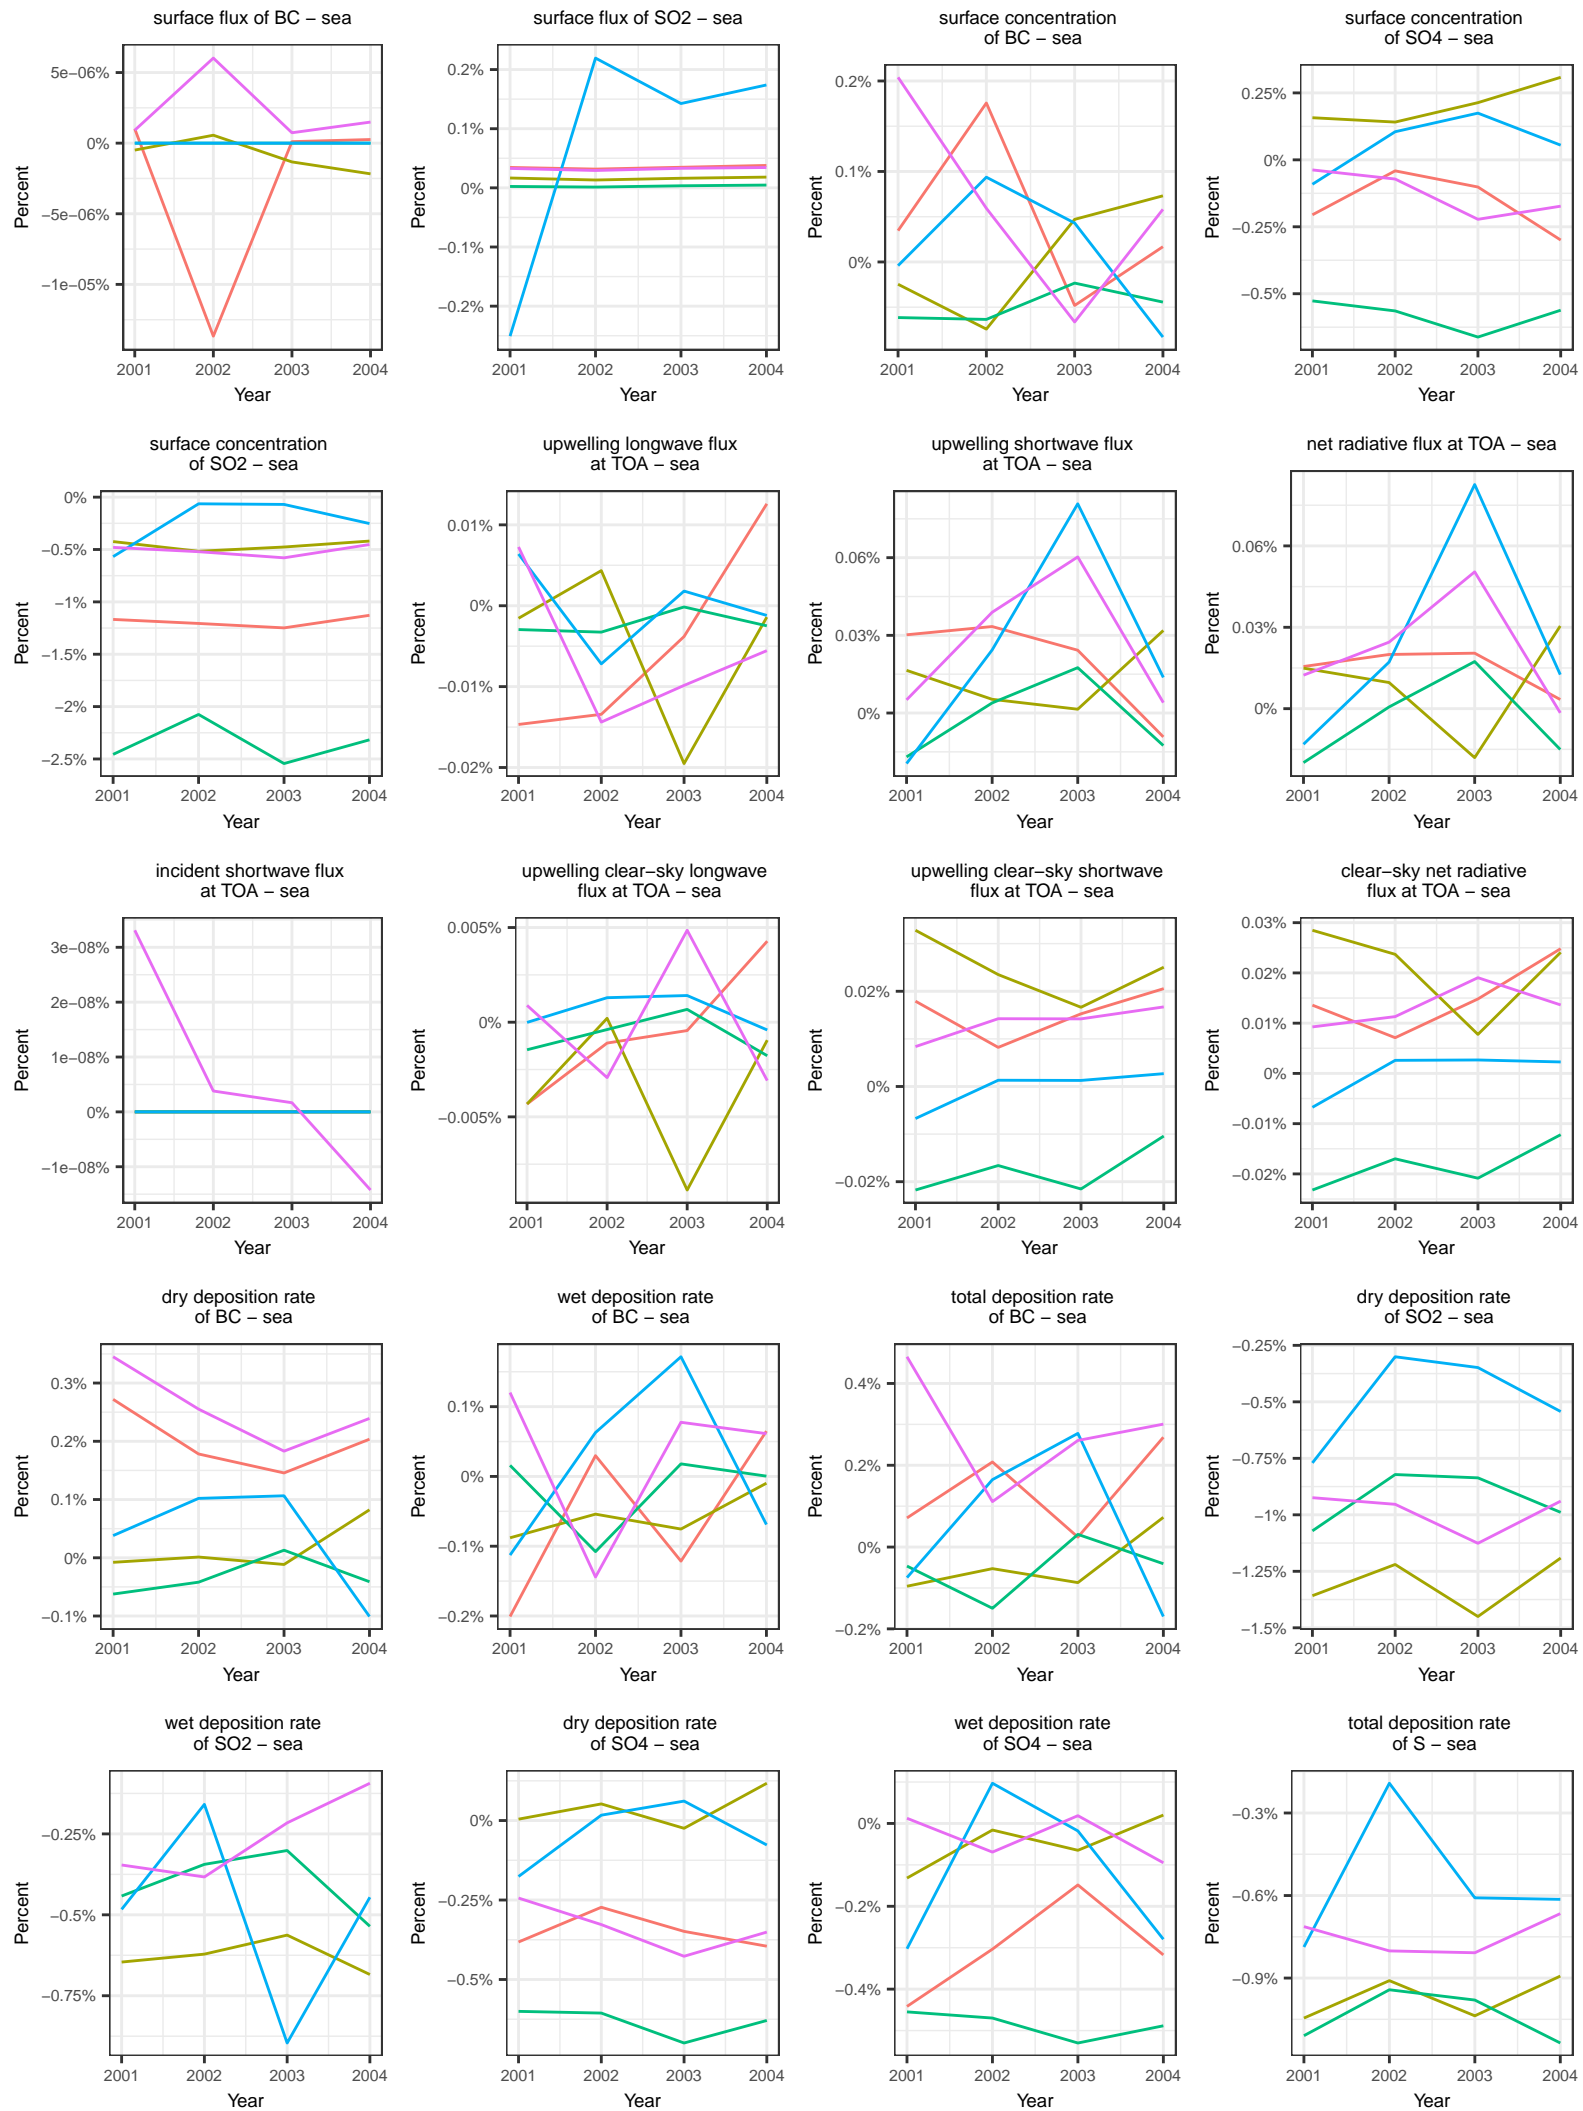 surface flux of BC − sea
5e−06%
0%
−5e−06%
−1e−05%
Percent
2001 2002 2003 2004
Year
surface flux of SO2 − sea
0.2%
0.1%
0%
−0.1%
−0.2%
Percent
2001 2002 2003 2004
Year
surface concentration
of BC − sea
0.2%
0.1%
0%
Percent
2001 2002 2003 2004
Year
surface concentration
of SO4 − sea
0.25%
0%
−0.25%
−0.5%
Percent
2001 2002 2003 2004
Year
surface concentration
of SO2 − sea
0%
−0.5%
−1%
−1.5%
−2%
−2.5%
Percent
2001 2002 2003 2004
Year
upwelling longwave flux
at TOA − sea
0.01%
0%
−0.01%
−0.02%
Percent
2001 2002 2003 2004
Year
upwelling shortwave flux
at TOA − sea
0.06%
0.03%
0%
Percent
2001 2002 2003 2004
Year
net radiative flux at TOA − sea
0.06%
0.03%
0%
Percent
2001 2002 2003 2004
Year
incident shortwave flux
at TOA − sea
3e−08%
2e−08%
1e−08%
0%
−1e−08%
Percent
2001 2002 2003 2004
Year
upwelling clear−sky longwave
flux at TOA − sea
0.005%
0%
−0.005%
Percent
2001 2002 2003 2004
Year
upwelling clear−sky shortwave
flux at TOA − sea
0.02%
0%
−0.02%
Percent
2001 2002 2003 2004
Year
clear−sky net radiative
flux at TOA − sea
0.03%
0.02%
0.01%
0%
−0.01%
−0.02%
Percent
2001 2002 2003 2004
Year
dry deposition rate
of BC − sea
0.3%
0.2%
0.1%
0%
−0.1%
Percent
2001 2002 2003 2004
Year
wet deposition rate
of BC − sea
0.1%
0%
−0.1%
−0.2%
Percent
2001 2002 2003 2004
Year
total deposition rate
of BC − sea
0.4%
0.2%
0%
−0.2%
Percent
2001 2002 2003 2004
Year
dry deposition rate
of SO2 − sea
−0.25%
−0.5%
−0.75%
−1%
−1.25%
−1.5%
Percent
2001 2002 2003 2004
Year
wet deposition rate
of SO2 − sea
−0.25%
−0.5%
−0.75%
Percent
2001 2002 2003 2004
Year
dry deposition rate
of SO4 − sea
0%
−0.25%
−0.5%
Percent
2001 2002 2003 2004
Year
wet deposition rate
of SO4 − sea
0%
−0.2%
−0.4%
Percent
2001 2002 2003 2004
Year
total deposition rate
of S − sea
−0.3%
−0.6%
−0.9%
Percent
2001 2002 2003 2004
Year